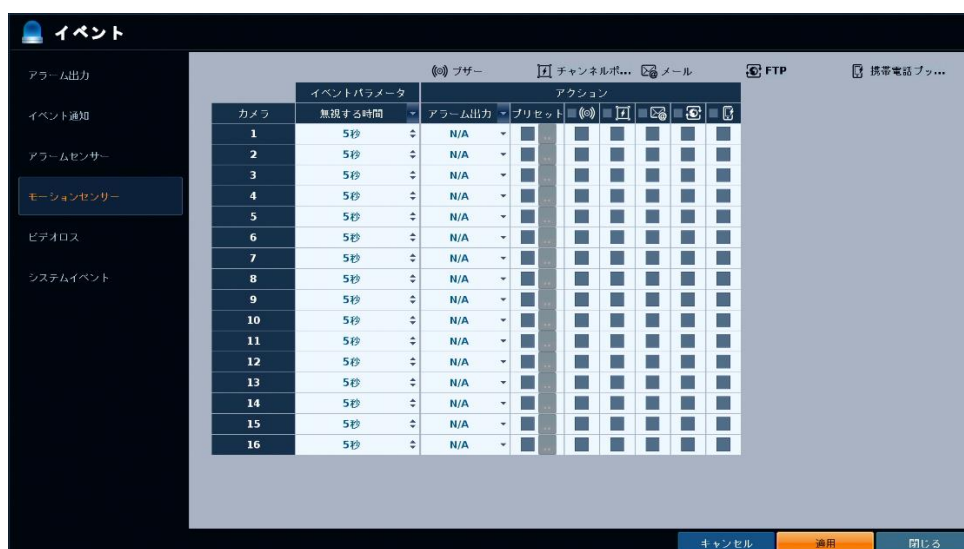 イベント
アラーム出力
イベント通知
アラームセンサー
モーションセンサー
ビデオロス
システムイベント
ブザー チャンネルポ... メール FTP 携帯電話プッ...
イベントパラメータ アクション
カメラ 無視する時間 アラーム出力 プリセット
1 5秒 N/A ..
2 5秒 N/A ..
3 5秒 N/A ..
4 5秒 N/A ..
5 5秒 N/A ..
6 5秒 N/A ..
7 5秒 N/A ..
8 5秒 N/A ..
9 5秒 N/A ..
10 5秒 N/A ..
11 5秒 N/A ..
12 5秒 N/A ..
13 5秒 N/A ..
14 5秒 N/A ..
15 5秒 N/A ..
16 5秒 N/A ..
キャンセル 適用 閉じる